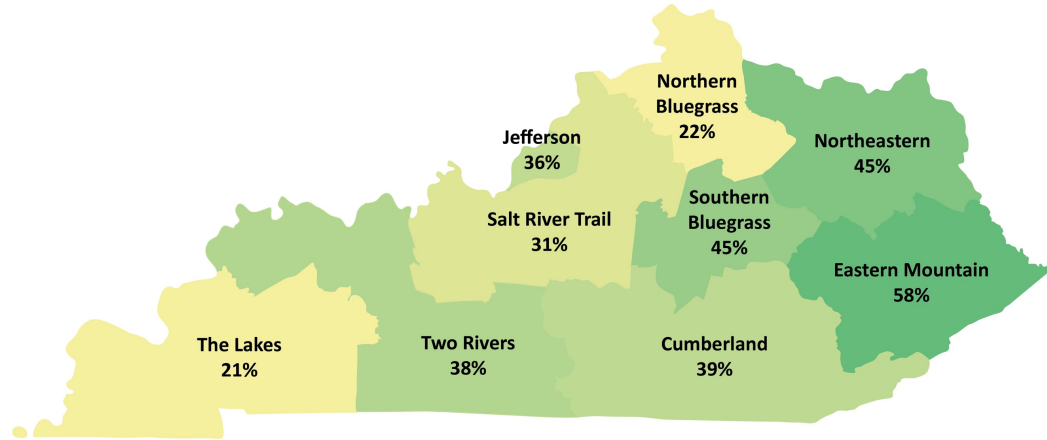 Northern
Bluegrass
22%
Jefferson
36%
Northeastern
45%
Southern
Bluegrass
45%
Salt River Trail
31%
Eastern Mountain
58%
The Lakes
21%
Two Rivers
38%
Cumberland
39%